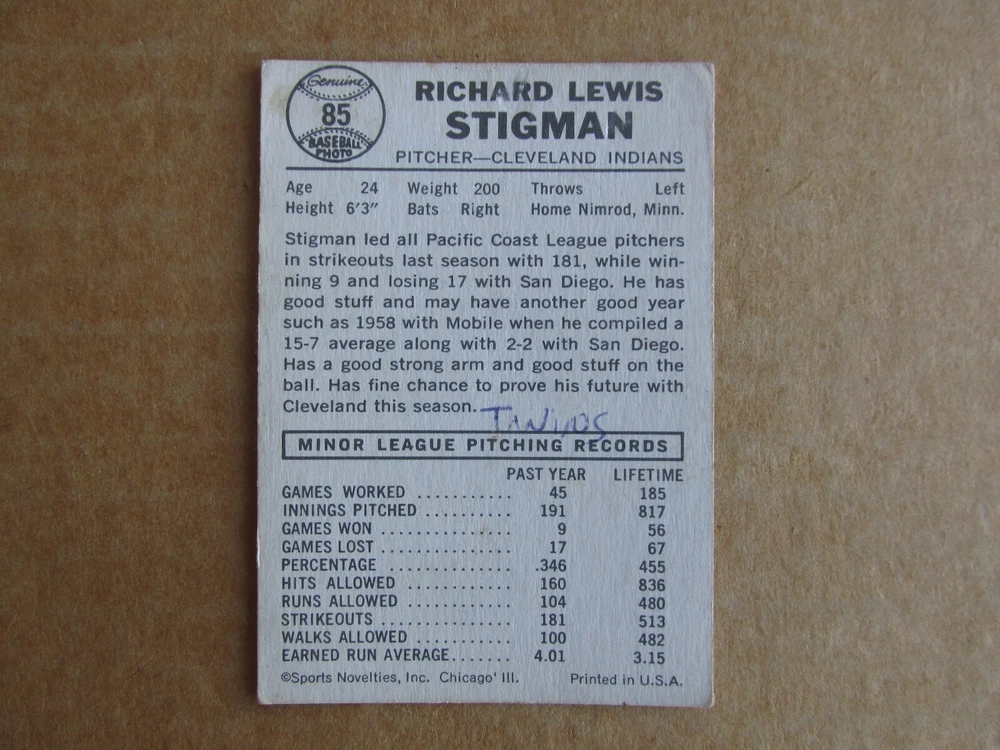 Genuine
85
BASEBALL
PHOTO
RICHARD LEWIS
STIGMAN
PITCHER—CLEVELAND INDIANS
Age 24 Weight 200 Throws Left
Height 6'3" Bats Right Home Nimrod, Minn.
Stigman led all Pacific Coast League pitchers
in strikeouts last season with 181, while win-
ning 9 and losing 17 with San Diego. He has
good stuff and may have another good year
such as 1958 with Mobile when he compiled a
15-7 average along with 2-2 with San Diego.
Has a good strong arm and good stuff on the
ball. Has fine chance to prove his future with
Cleveland this season.
MINOR LEAGUE PITCHING RECORDS
PAST YEAR LIFETIME
GAMES WORKED ........... 45 185
INNINGS PITCHED .......... 191 817
GAMES WON ............... 9 56
GAMES LOST ............... 17 67
PERCENTAGE ............... .346 455
HITS ALLOWED ............ 160 836
RUNS ALLOWED ............ 104 480
STRIKEOUTS ............... 181 513
WALKS ALLOWED ........... 100 482
EARNED RUN AVERAGE....... 4.01 3.15
©Sports Novelties, Inc. Chicago' Ill. Printed in U.S.A.